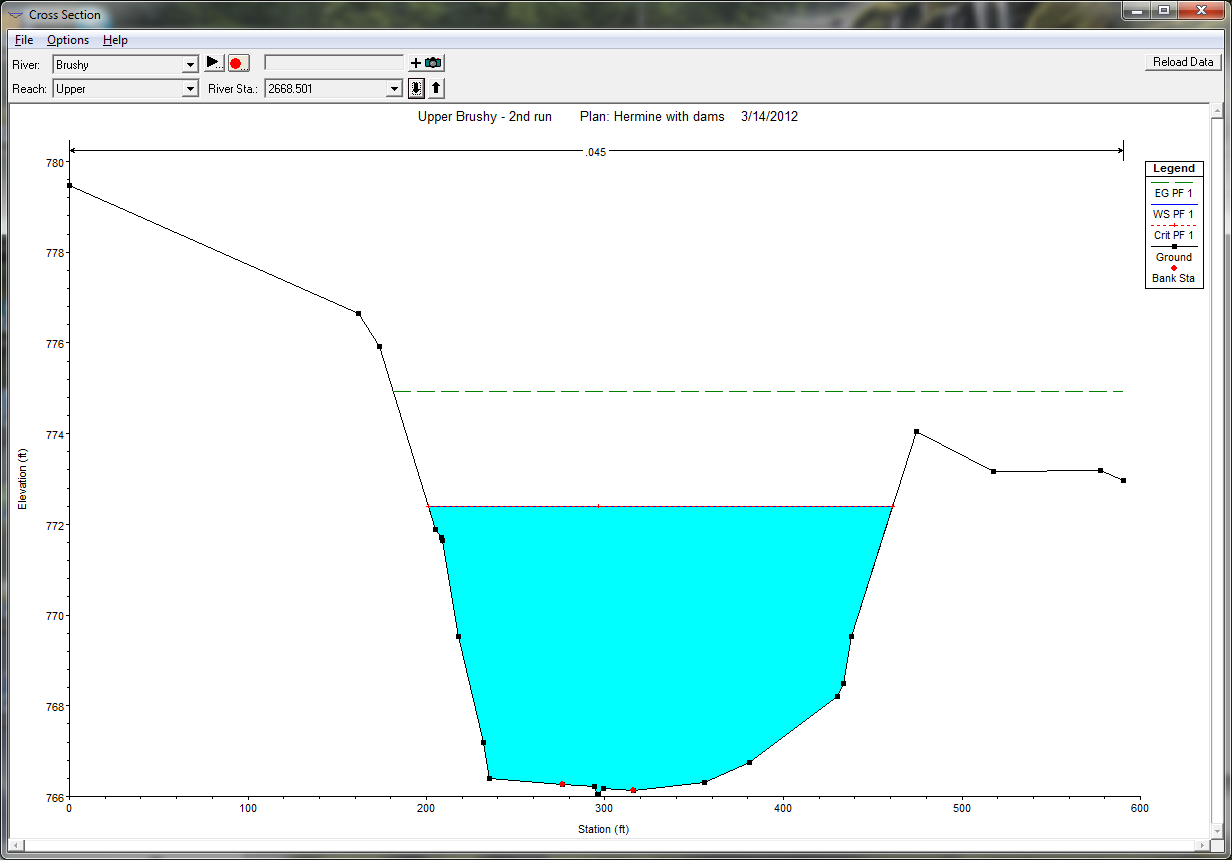 Cross Section
File Options Help
River: Brushy
Reload Data
Reach: Upper River Sta.: 2668.501
Upper Brushy - 2nd run Plan: Hermine with dams 3/14/2012
.045
Legend
EG PF 1
WS PF 1
Crit PF 1
Ground
Bank Sta
780
778
776
774
772
770
768
766
Elevation (ft)
0 100 200 300 400 500 600
Station (ft)